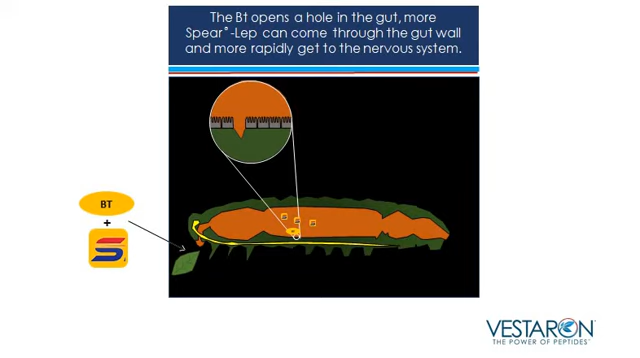 The Bt opens a hole in the gut, more
Spear®-Lep can come through the gut wall
and more rapidly get to the nervous system.
BT
+
S
VESTARON
THE POWER OF PEPTIDES™